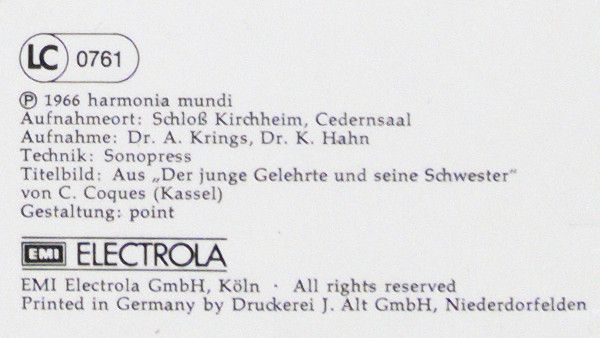 LC 0761
℗ 1966 harmonia mundi
Aufnahmeort: Schloß Kirchheim, Cedernsaal
Aufnahme: Dr. A. Krings, Dr. K. Hahn
Technik: Sonopress
Titelbild: Aus „Der junge Gelehrte und seine Schwester“
von C. Coques (Kassel)
Gestaltung: point
EMI ELECTROLA
EMI Electrola GmbH, Köln · All rights reserved
Printed in Germany by Druckerei J. Alt GmbH, Niederdorfelden